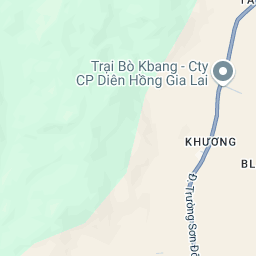 Trại Bò Kbang - Cty
CP Diên Hồng Gia Lai
KHƯƠNG
BL
Đ. Trường Sơn Đô